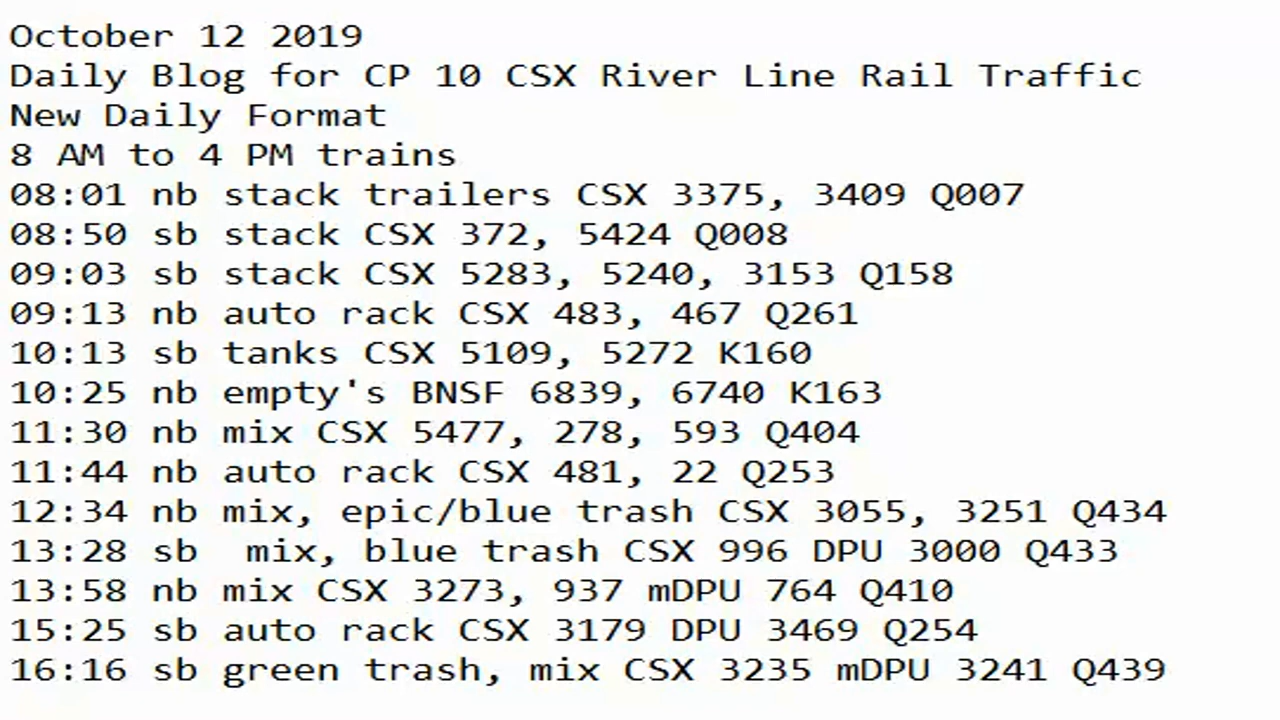 October 12 2019
Daily Blog for CP 10 CSX River Line Rail Traffic
New Daily Format
8 AM to 4 PM trains
08:01 nb stack trailers CSX 3375, 3409 Q007
08:50 sb stack CSX 372, 5424 Q008
09:03 sb stack CSX 5283, 5240, 3153 Q158
09:13 nb auto rack CSX 483, 467 Q261
10:13 sb tanks CSX 5109, 5272 K160
10:25 nb empty's BNSF 6839, 6740 K163
11:30 nb mix CSX 5477, 278, 593 Q404
11:44 nb auto rack CSX 481, 22 Q253
12:34 nb mix, epic/blue trash CSX 3055, 3251 Q434
13:28 sb  mix, blue trash CSX 996 DPU 3000 Q433
13:58 nb mix CSX 3273, 937 mDPU 764 Q410
15:25 sb auto rack CSX 3179 DPU 3469 Q254
16:16 sb green trash, mix CSX 3235 mDPU 3241 Q439